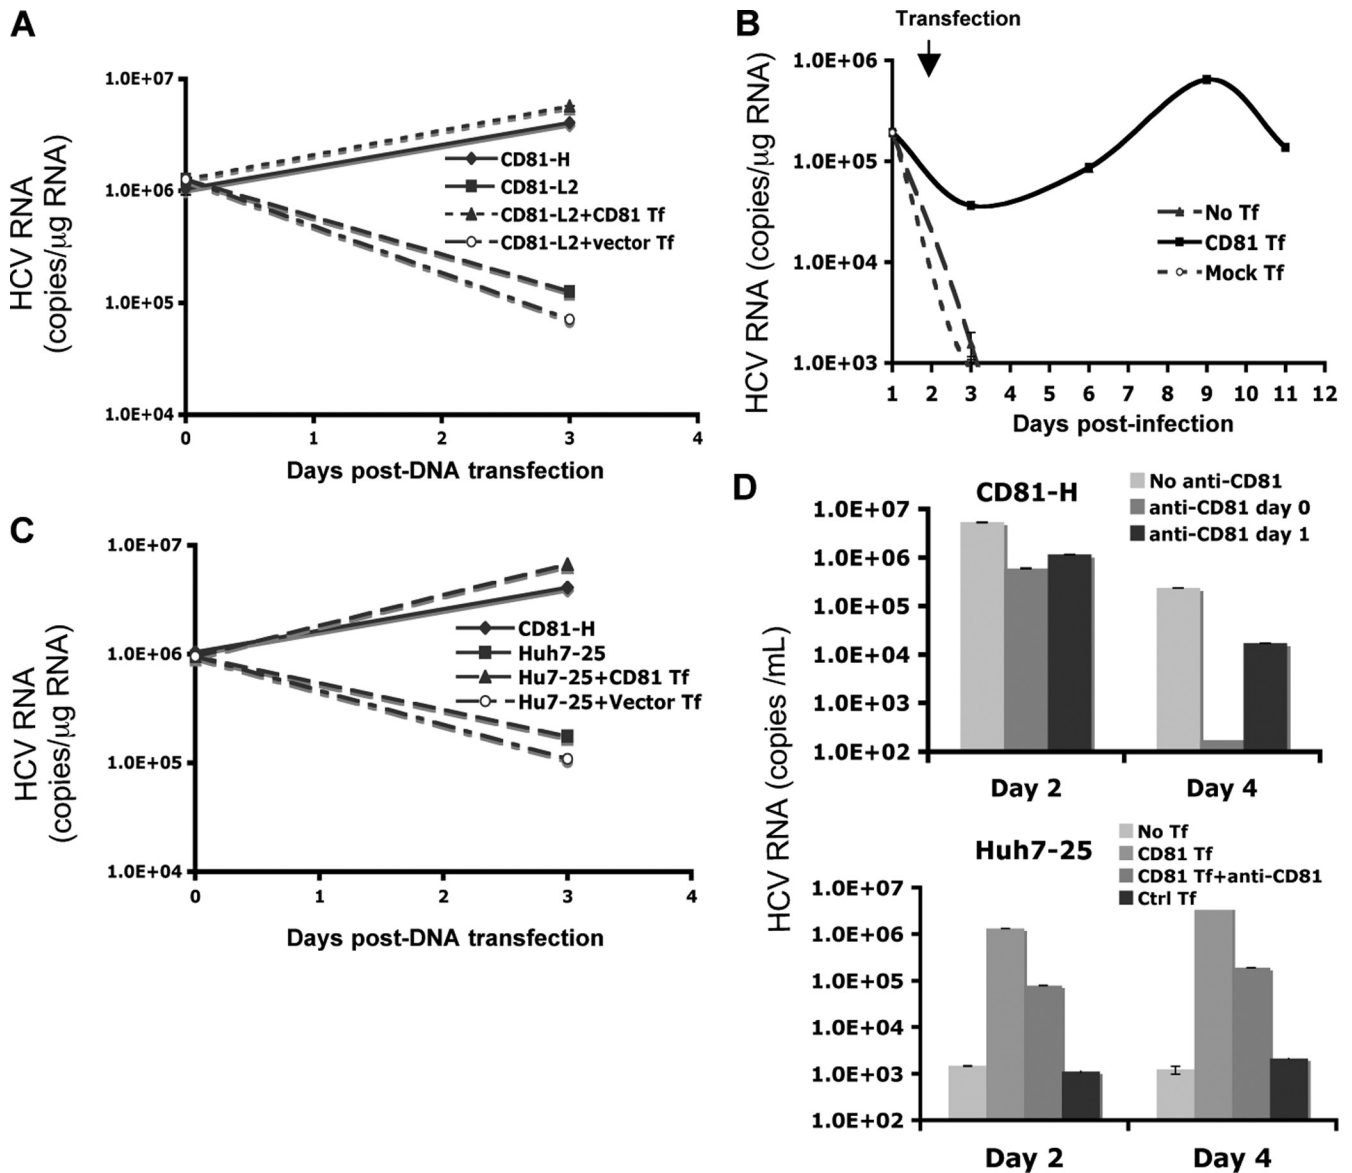 A
HCV RNA
(copies/µg RNA)
1.0E+07
1.0E+06
1.0E+05
1.0E+04
CD81-H
CD81-L2
CD81-L2+CD81 Tf
CD81-L2+vector Tf
0 1 2 3 4
Days post-DNA transfection
B
Transfection
HCV RNA (copies/µg RNA)
1.0E+06
1.0E+05
1.0E+04
1.0E+03
No Tf
CD81 Tf
Mock Tf
1 2 3 4 5 6 7 8 9 10 11 12
Days post-infection
C
HCV RNA
(copies/µg RNA)
1.0E+07
1.0E+06
1.0E+05
1.0E+04
CD81-H
Huh7-25
Hu7-25+CD81 Tf
Hu7-25+Vector Tf
0 1 2 3 4
Days post-DNA transfection
D
HCV RNA (copies /mL)
CD81-H
No anti-CD81
anti-CD81 day 0
anti-CD81 day 1
1.0E+07
1.0E+06
1.0E+05
1.0E+04
1.0E+03
1.0E+02
Day 2 Day 4
Huh7-25
No Tf
CD81 Tf
CD81 Tf+anti-CD81
Ctrl Tf
1.0E+07
1.0E+06
1.0E+05
1.0E+04
1.0E+03
1.0E+02
Day 2 Day 4